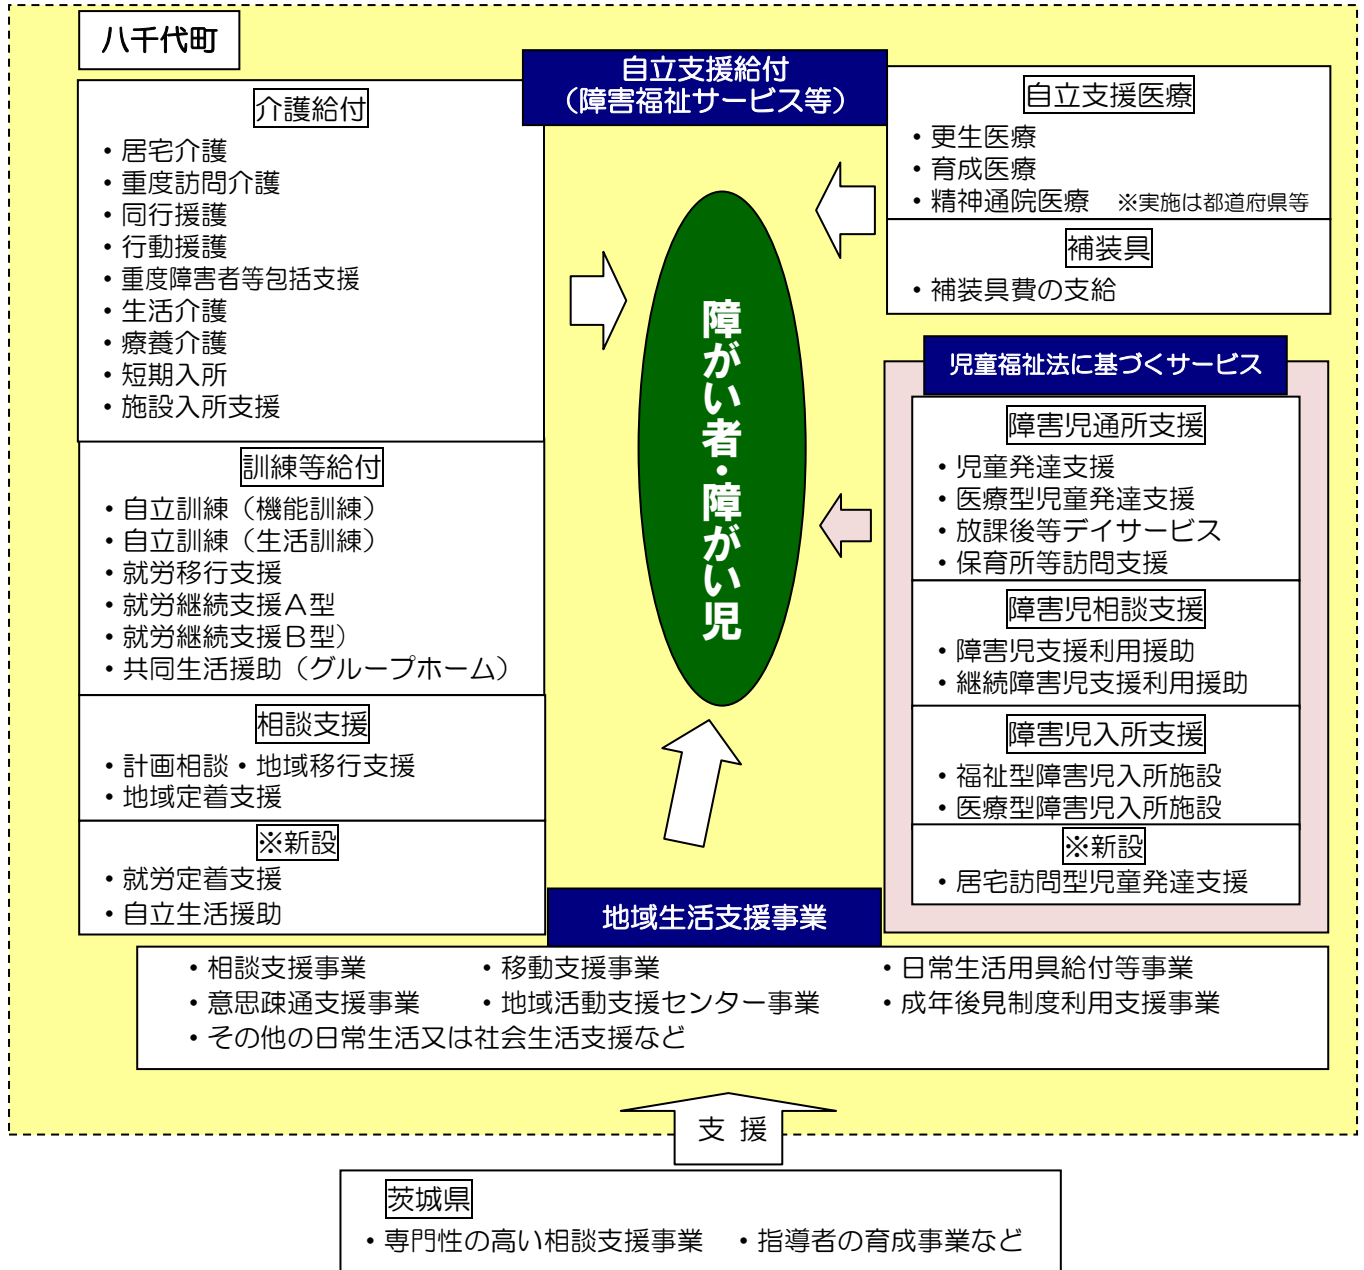 八千代町
自立支援給付
（障害福祉サービス等）
介護給付
・居宅介護
・重度訪問介護
・同行援護
・行動援護
・重度障害者等包括支援
・生活介護
・療養介護
・短期入所
・施設入所支援
訓練等給付
・自立訓練（機能訓練）
・自立訓練（生活訓練）
・就労移行支援
・就労継続支援Ａ型
・就労継続支援Ｂ型）
・共同生活援助（グループホーム）
相談支援
・計画相談・地域移行支援
・地域定着支援
※新設
・就労定着支援
・自立生活援助
障がい者・障がい児
自立支援医療
・更生医療
・育成医療
・精神通院医療　※実施は都道府県等
補装具
・補装具費の支給
児童福祉法に基づくサービス
障害児通所支援
・児童発達支援
・医療型児童発達支援
・放課後等デイサービス
・保育所等訪問支援
障害児相談支援
・障害児支援利用援助
・継続障害児支援利用援助
障害児入所支援
・福祉型障害児入所施設
・医療型障害児入所施設
※新設
・居宅訪問型児童発達支援
地域生活支援事業
・相談支援事業　・移動支援事業　・日常生活用具給付等事業
・意思疎通支援事業　・地域活動支援センター事業　・成年後見制度利用支援事業
・その他の日常生活又は社会生活支援など
支 援
茨城県
・専門性の高い相談支援事業　・指導者の育成事業など